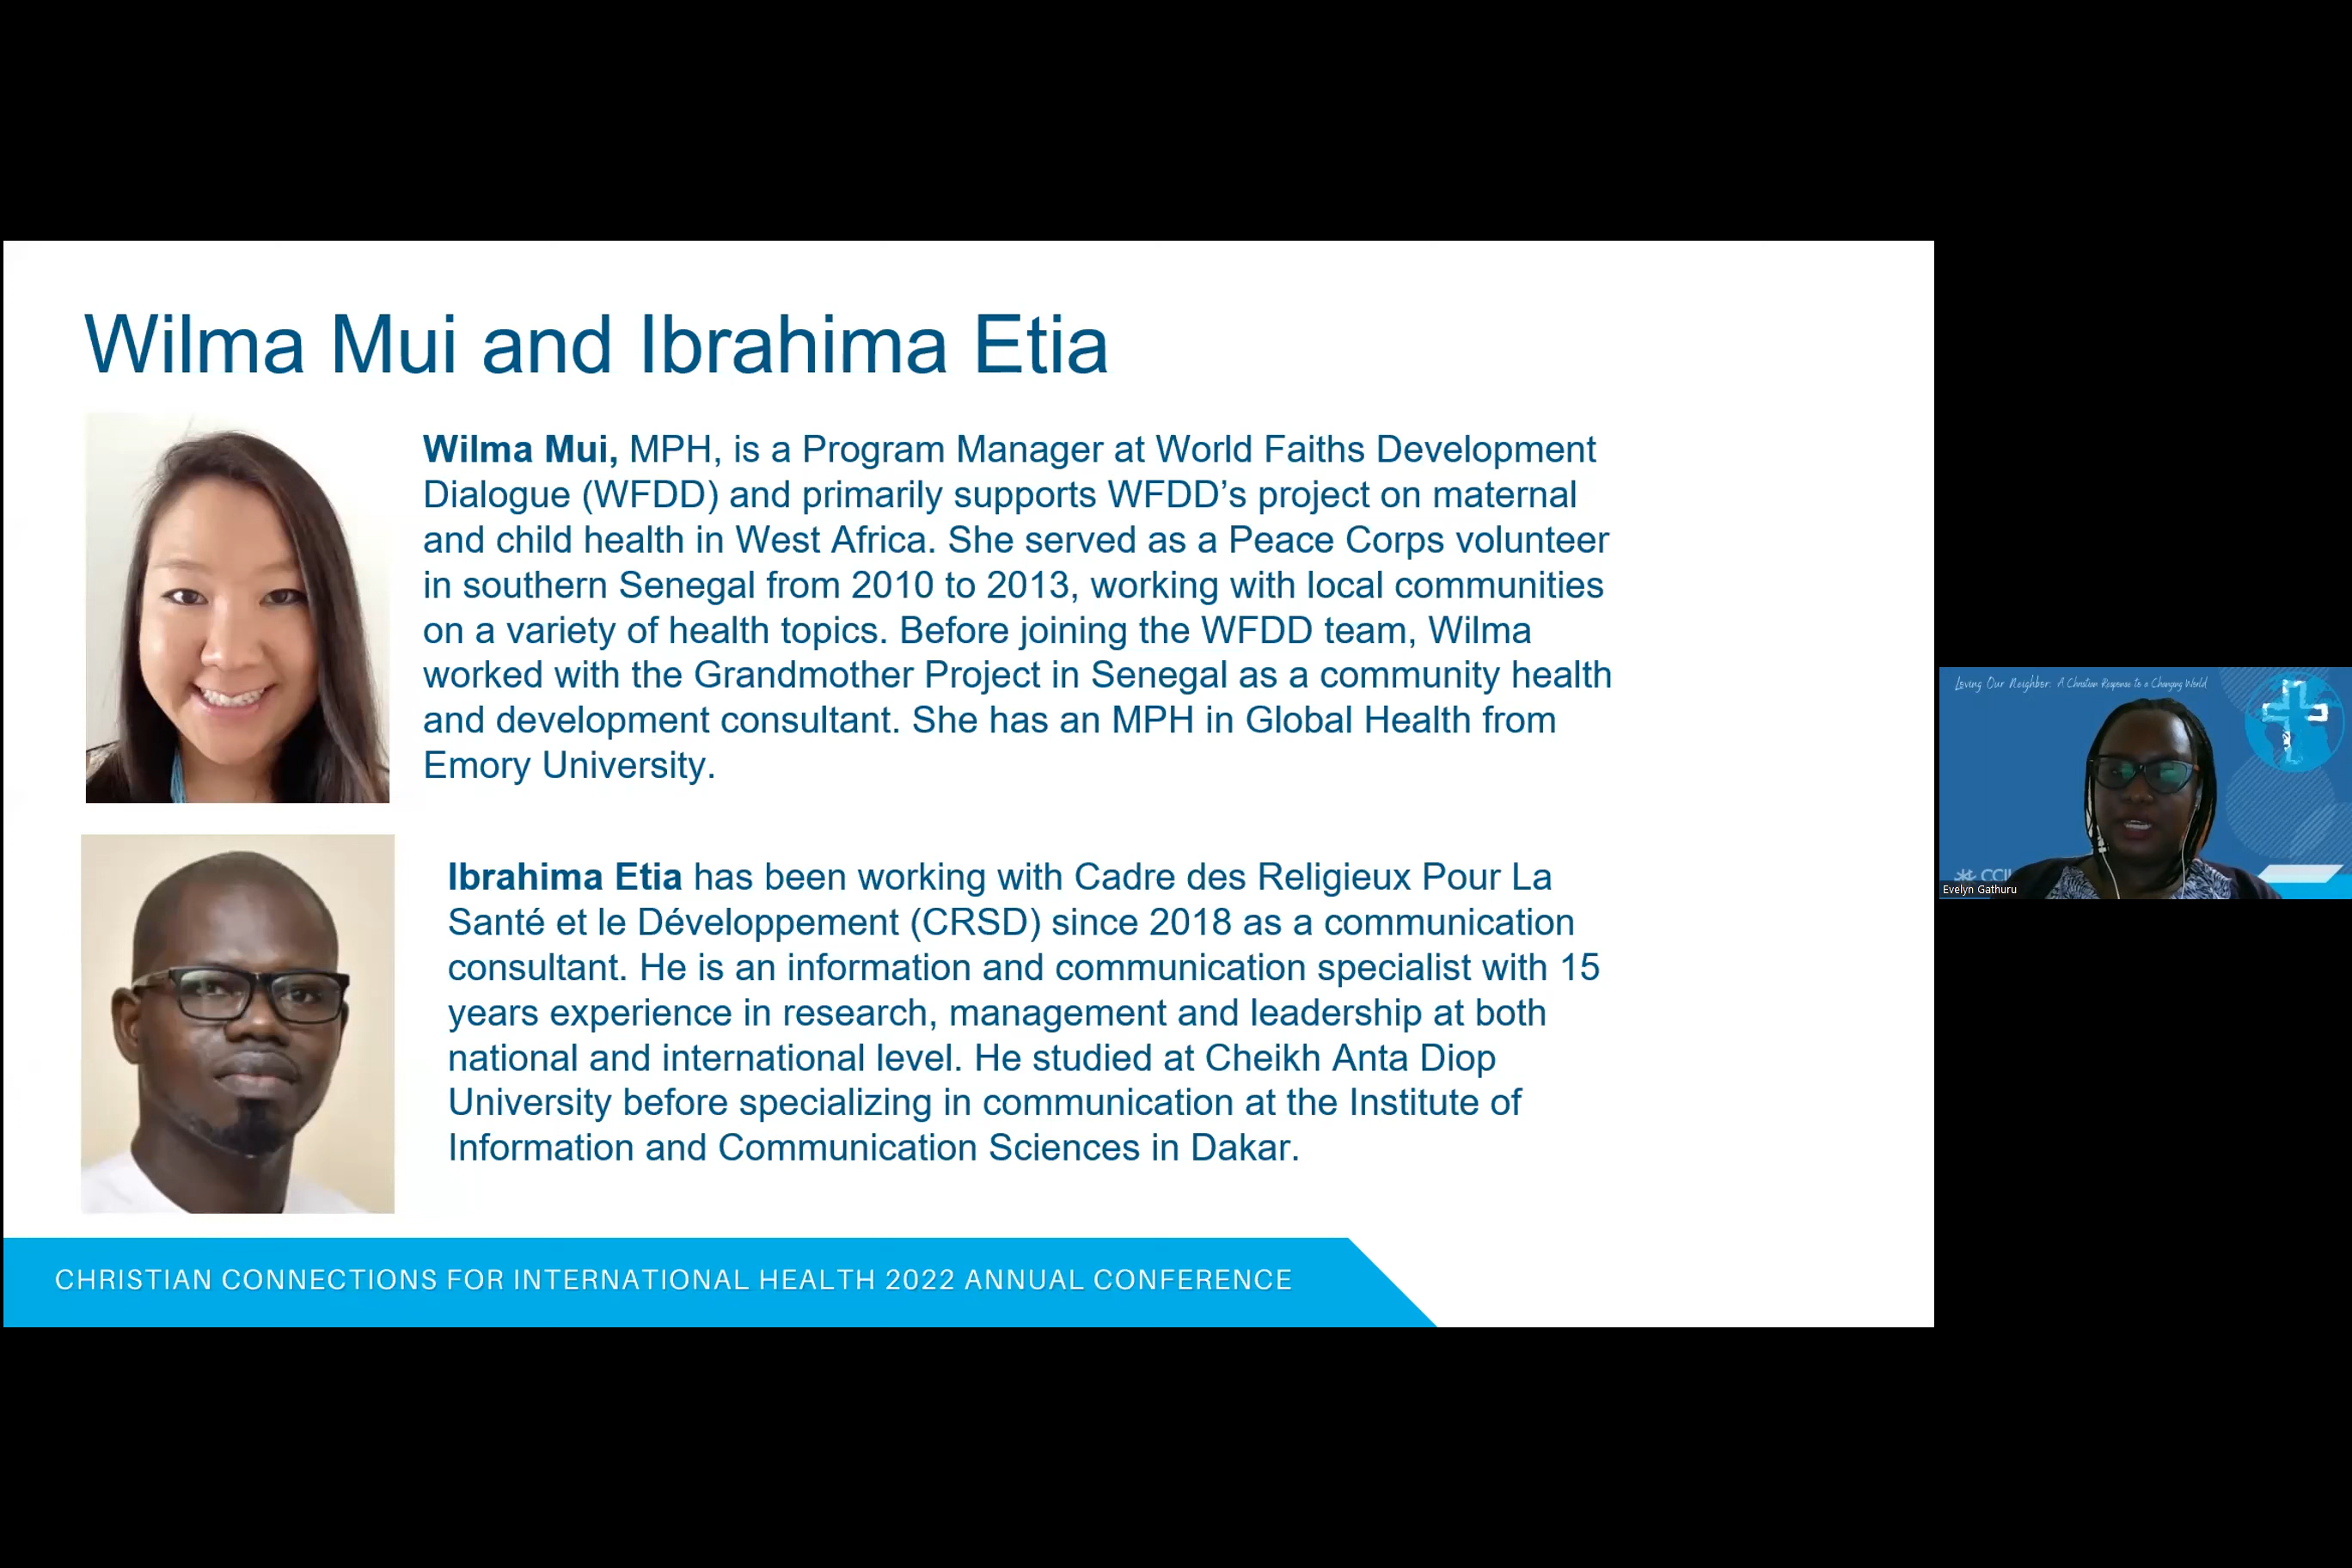 Wilma Mui and Ibrahima Etia
Wilma Mui, MPH, is a Program Manager at World Faiths Development
Dialogue (WFDD) and primarily supports WFDD’s project on maternal
and child health in West Africa. She served as a Peace Corps volunteer
in southern Senegal from 2010 to 2013, working with local communities
on a variety of health topics. Before joining the WFDD team, Wilma
worked with the Grandmother Project in Senegal as a community health
and development consultant. She has an MPH in Global Health from
Emory University.
Ibrahima Etia has been working with Cadre des Religieux Pour La
Santé et le Développement (CRSD) since 2018 as a communication
consultant. He is an information and communication specialist with 15
years experience in research, management and leadership at both
national and international level. He studied at Cheikh Anta Diop
University before specializing in communication at the Institute of
Information and Communication Sciences in Dakar.
CHRISTIAN CONNECTIONS FOR INTERNATIONAL HEALTH 2022 ANNUAL CONFERENCE
Loving Our Neighbor: A Christian Response to a Changing World
Evelyn Gathuru